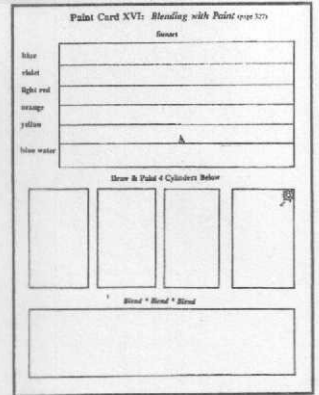 Paint Card XVI: Blending with Paint (page 327)
Sunset
blue
violet
light red
orange
yellow
blue water
Draw & Paint 4 Cylinders Below
Blend * Blend * Blend